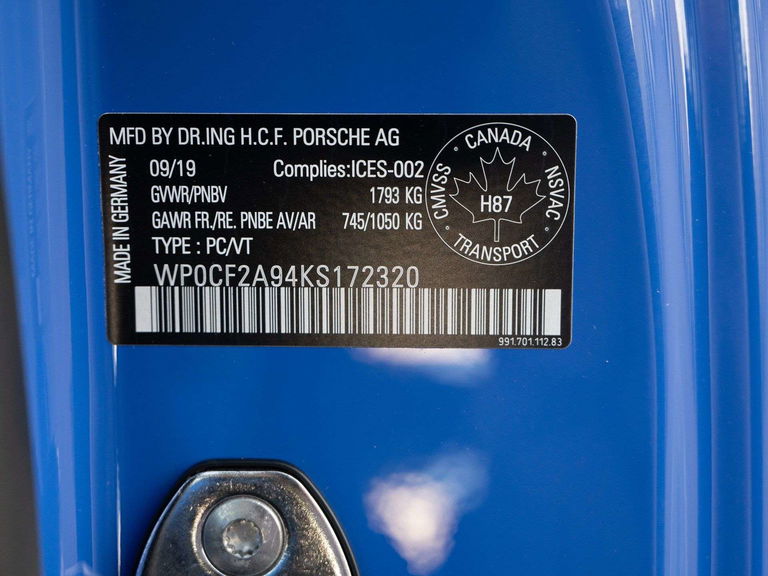 MFD BY DR.ING H.C.F. PORSCHE AG
09/19 Complies:ICES-002
GVWR/PNBV 1793 KG
GAWR FR./RE. PNBE AV/AR 745/1050 KG
TYPE : PC/VT
WP0CF2A94KS172320
MADE IN GERMANY
CANADA
CMVSS
NSVAC
H87
TRANSPORT
991.701.112.83